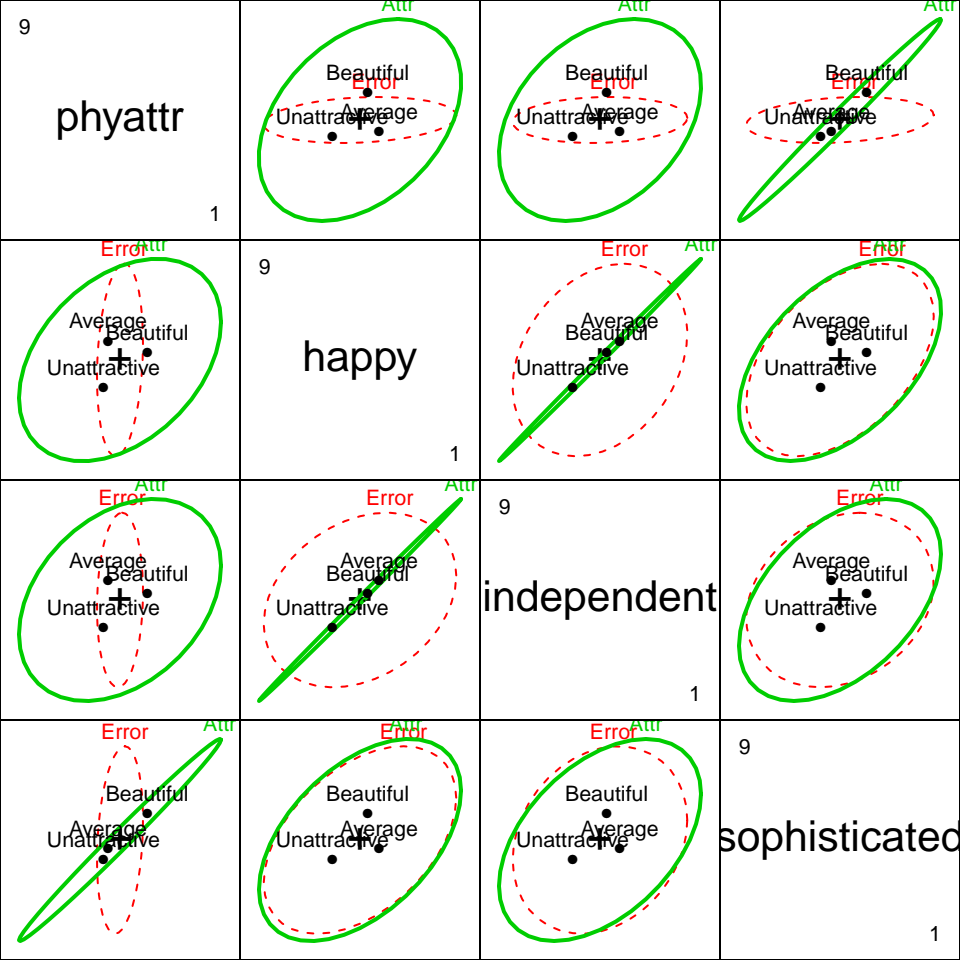 9
phyattr
1
Attr
Error
Beautiful
Average
Unattractive
Attr
Error
Beautiful
Average
Unattractive
Attr
Error
Beautiful
Average
Unattractive
Error
Attr
Average
Beautiful
Unattractive
9
happy
1
Error
Attr
Average
Beautiful
Unattractive
Error
Attr
Average
Beautiful
Unattractive
Error
Attr
Average
Beautiful
Unattractive
Error
Attr
Average
Beautiful
Unattractive
9
independent
1
Error
Attr
Average
Beautiful
Unattractive
Error
Attr
Beautiful
Average
Unattractive
Error
Attr
Beautiful
Average
Unattractive
Error
Attr
Beautiful
Average
Unattractive
9
sophisticated
1